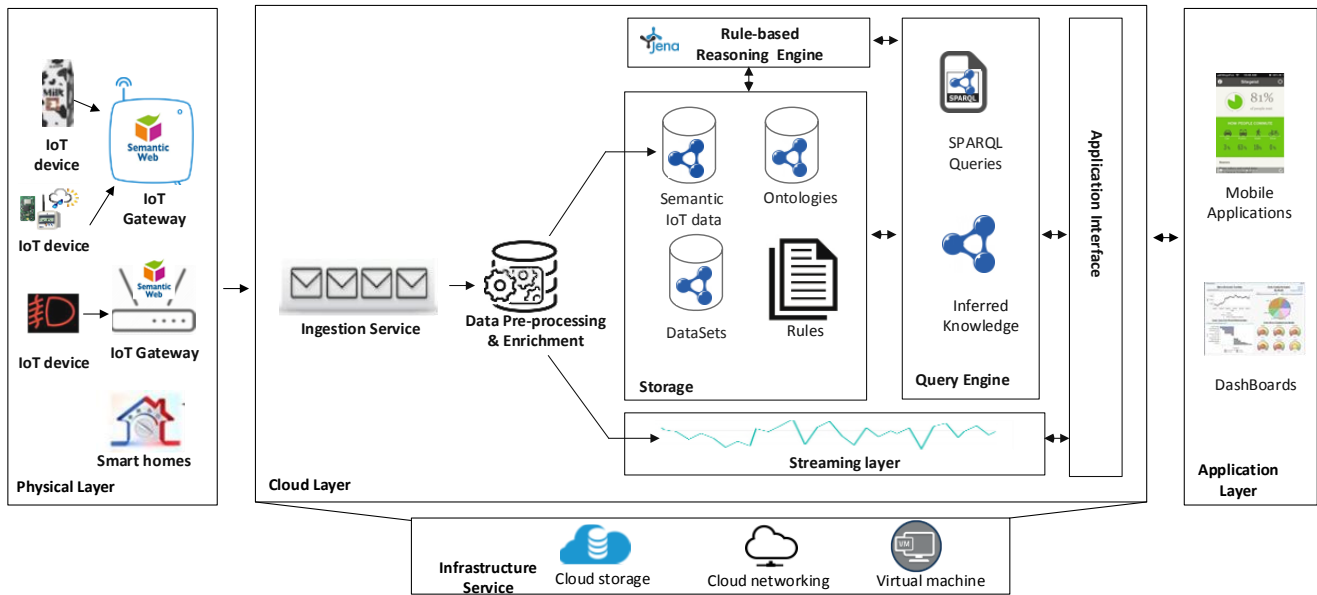 Milk
IoT
device
Semantic
Web
IoT
Gateway
IoT device
Semantic
Web
IoT device
IoT Gateway
Smart homes
Physical Layer
Ingestion Service
Data Pre-processing
& Enrichment
Cloud Layer
Jena
Rule-based
Reasoning Engine
Semantic
IoT data
Ontologies
DataSets
Rules
Storage
SPARQL
SPARQL
Queries
Inferred
Knowledge
Query Engine
Streaming layer
Application Interface
81%
Mobile
Applications
DashBoards
Application
Layer
Infrastructure
Service
Cloud storage
Cloud networking
VM
Virtual machine